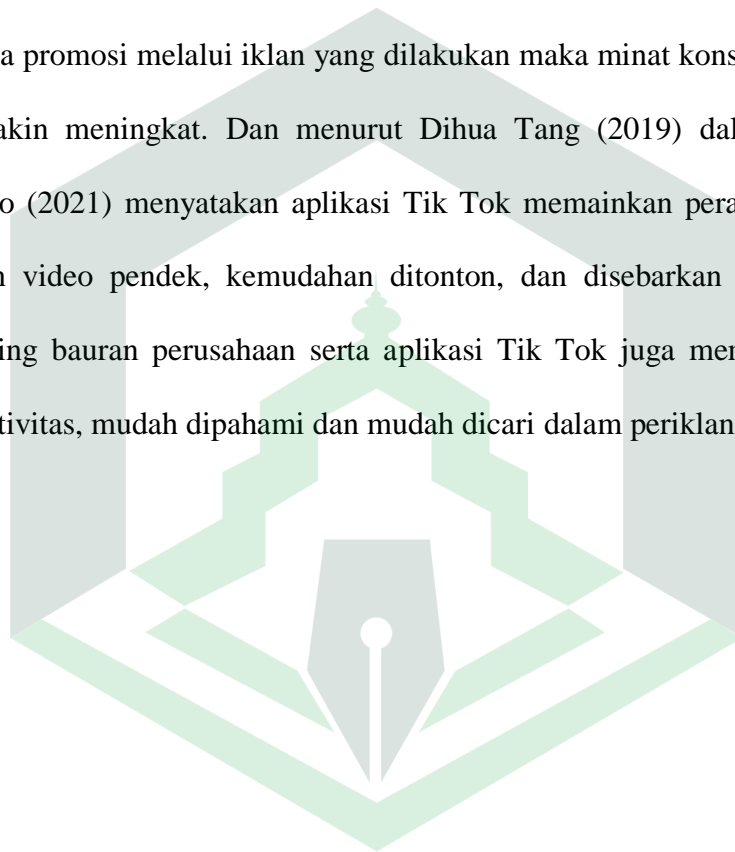 a promosi melalui iklan yang dilakukan maka minat kons
akin meningkat. Dan menurut Dihua Tang (2019) dal
o (2021) menyatakan aplikasi Tik Tok memainkan pera
video pendek, kemudahan ditonton, dan disebarkan
ing bauran perusahaan serta aplikasi Tik Tok juga mer
tivitas, mudah dipahami dan mudah dicari dalam periklan